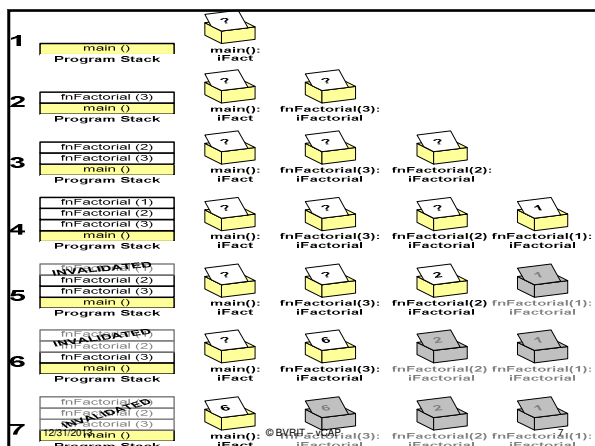 1
?
main ()
Program Stack
main():
iFact
2
? ?
fnFactorial (3)
main ()
Program Stack
main():
iFact
fnFactorial(3):
iFactorial
3
? ? ?
fnFactorial (2)
fnFactorial (3)
main ()
Program Stack
main():
iFact
fnFactorial(3):
iFactorial
fnFactorial(2):
iFactorial
4
? ? ? 1
fnFactorial (1)
fnFactorial (2)
fnFactorial (3)
main ()
Program Stack
main():
iFact
fnFactorial(3):
iFactorial
fnFactorial(2)
iFactorial
fnFactorial(1):
iFactorial
5
? ? 2 1
INVALIDATED
fnFactorial (2)
fnFactorial (3)
main ()
Program Stack
main():
iFact
fnFactorial(3):
iFactorial
fnFactorial(2)
iFactorial
fnFactorial(1):
iFactorial
6
? 6 2 1
INVALIDATED
fnFactorial (2)
fnFactorial (3)
main ()
Program Stack
main():
iFact
fnFactorial(3):
iFactorial
fnFactorial(2)
iFactorial
fnFactorial(1):
iFactorial
7
6 6 2 1
INVALIDATED
main ()
Program Stack
main():
iFact
fnFactorial(3):
iFactorial
fnFactorial(2)
iFactorial
fnFactorial(1):
iFactorial
© BVRIT – vCAP
7